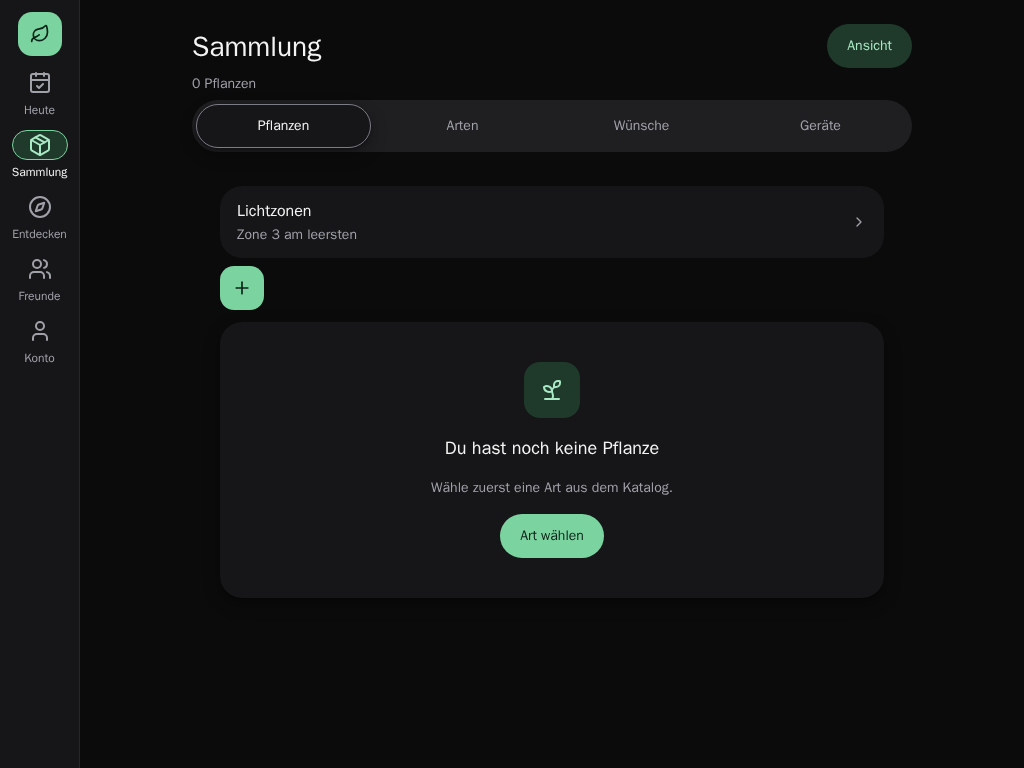 Sammlung
Ansicht
0 Pflanzen
Heute
Sammlung
Entdecken
Freunde
Konto
Pflanzen
Arten
Wünsche
Geräte
Lichtzonen
Zone 3 am leersten
Du hast noch keine Pflanze
Wähle zuerst eine Art aus dem Katalog.
Art wählen